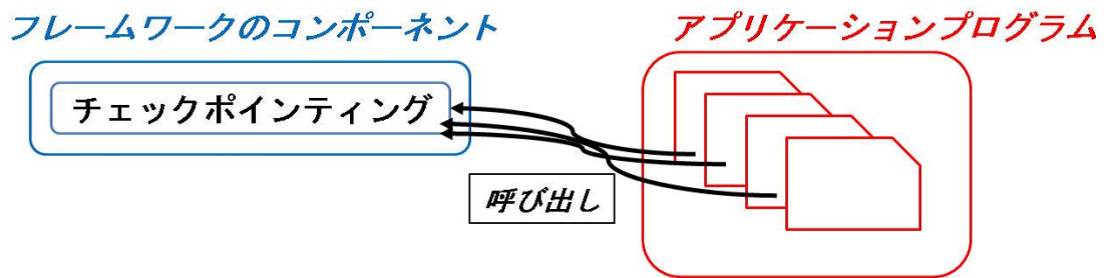 フレームワークのコンポーネント
アプリケーションプログラム
チェックポインティング
呼び出し